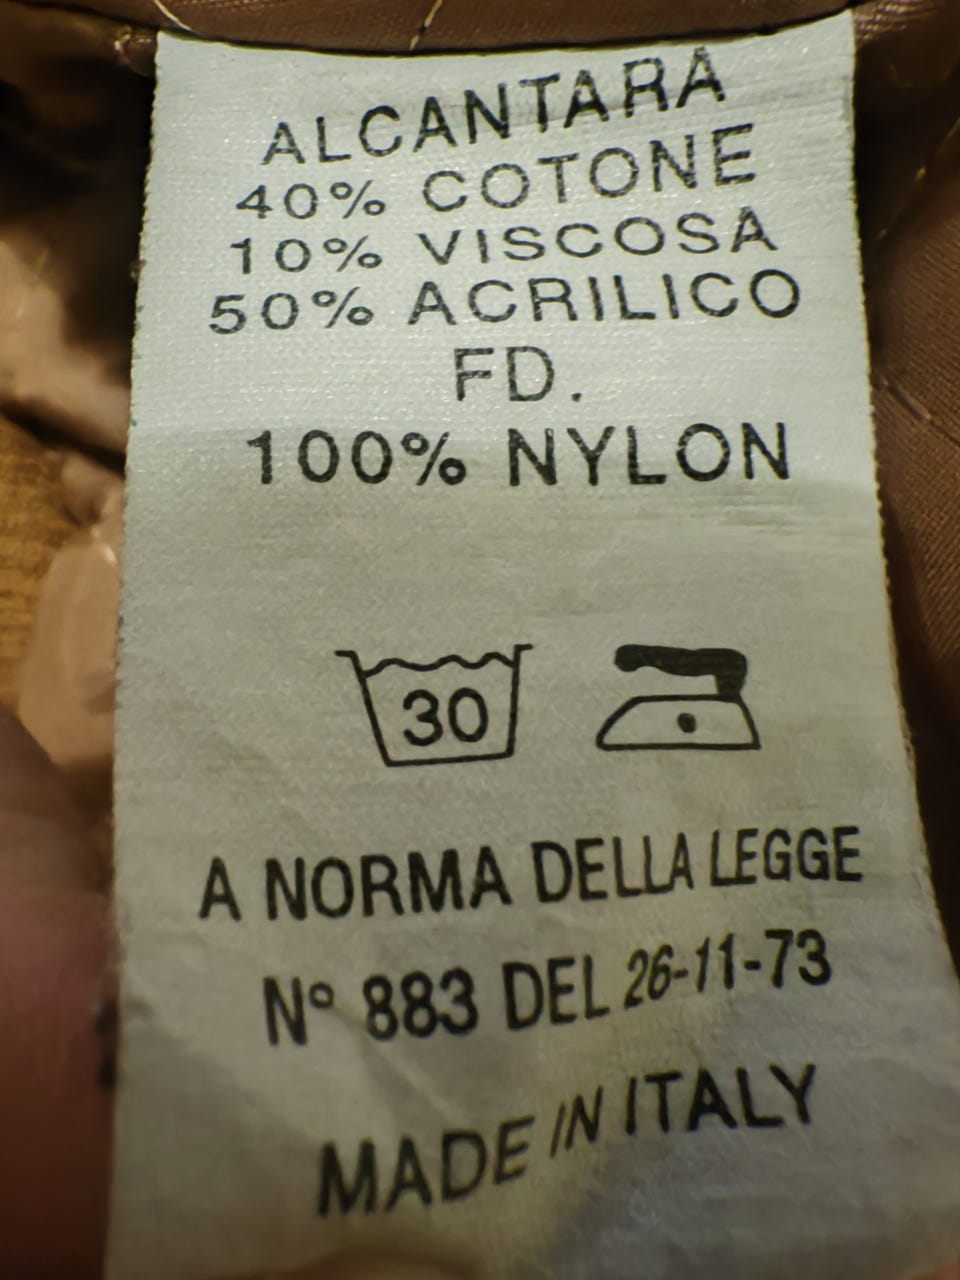 ALCANTARA
40% COTONE
10% VISCOSA
50% ACRILICO
FD.
100% NYLON
30
A NORMA DELLA LEGGE
N° 883 DEL 26-11-73
MADE IN ITALY